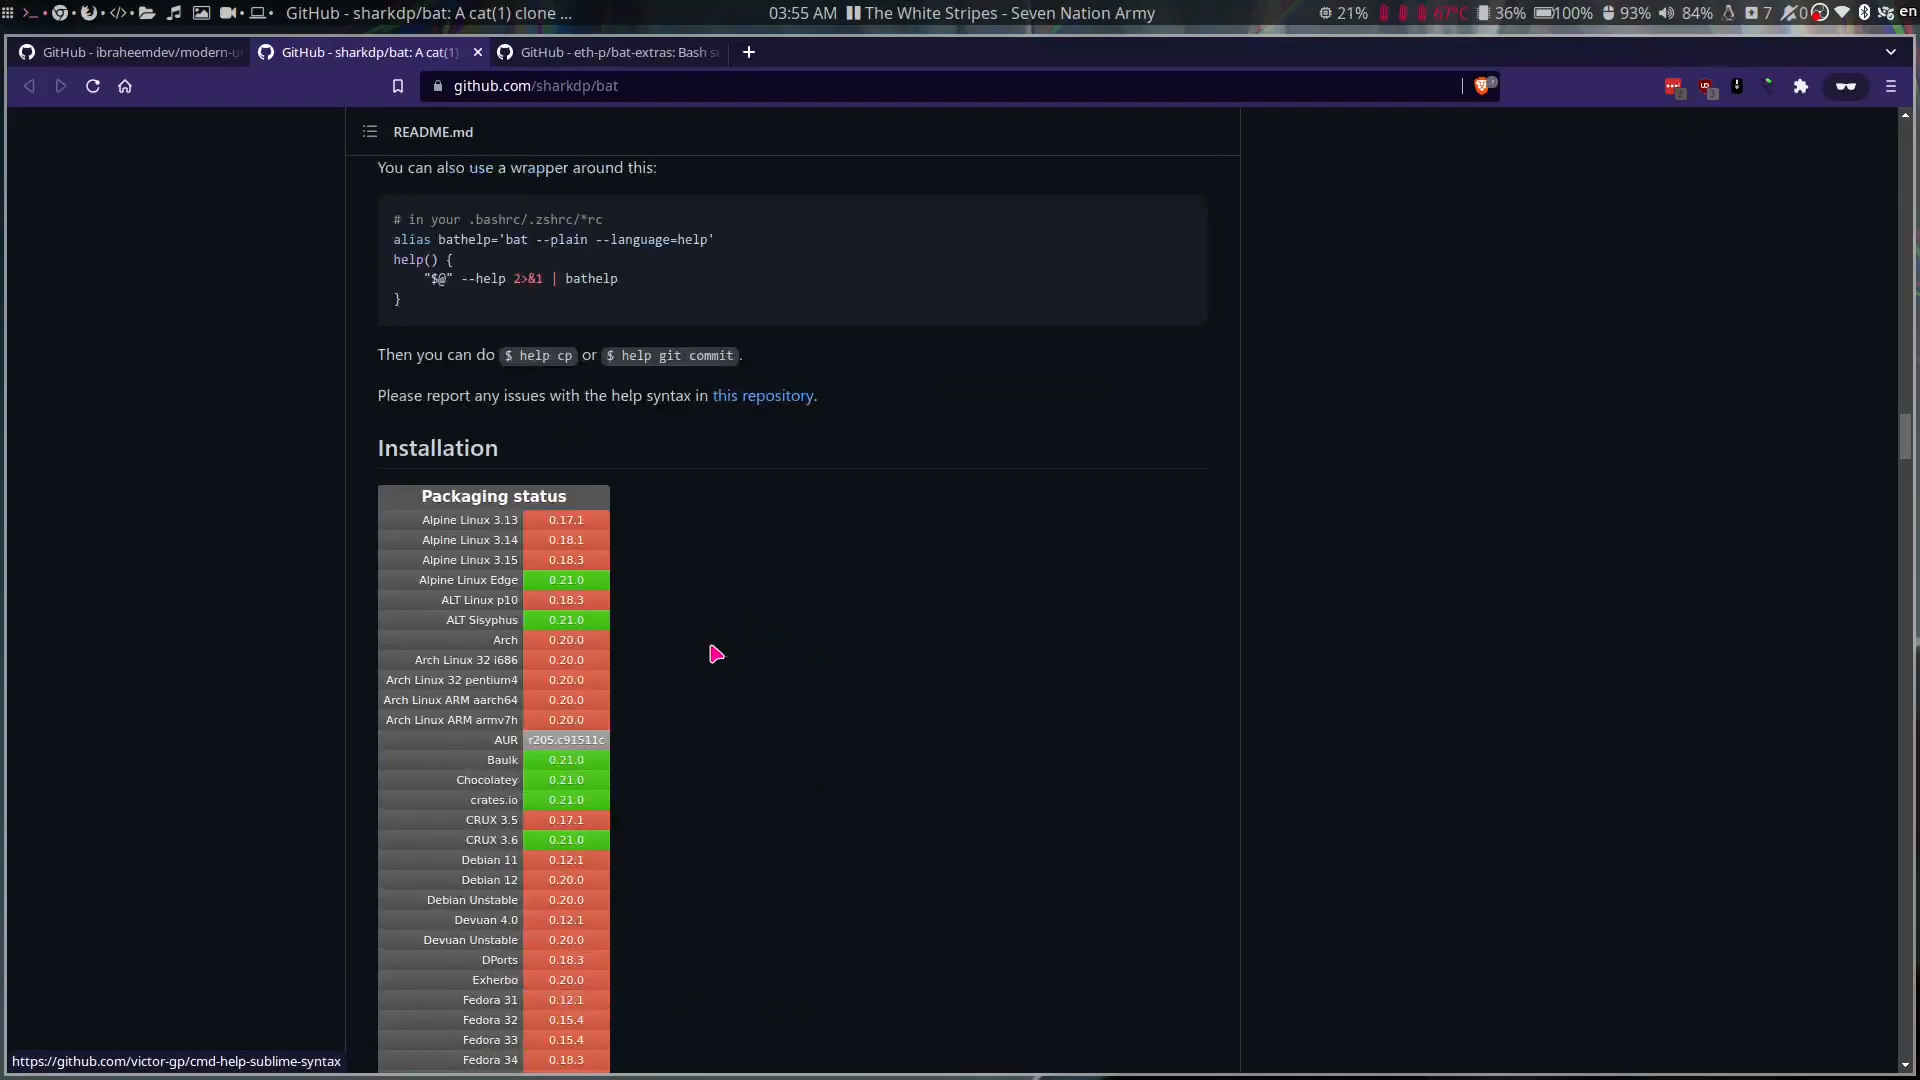 GitHub - sharkdp/bat: A cat(1) clone ...
03:55 AM
The White Stripes - Seven Nation Army
21%
67°C
36%
100%
93%
84%
7
0
en
GitHub - ibraheemdev/modern-u
GitHub - sharkdp/bat: A cat(1)
GitHub - eth-p/bat-extras: Bash s
github.com/sharkdp/bat
README.md
You can also use a wrapper around this:
# in your .bashrc/.zshrc/*rc
alias bathelp='bat --plain --language=help'
help() {
"$@" --help 2>&1 | bathelp
}
Then you can do $ help cp or $ help git commit.
Please report any issues with the help syntax in this repository.
Installation
Packaging status
Alpine Linux 3.13 0.17.1
Alpine Linux 3.14 0.18.1
Alpine Linux 3.15 0.18.3
Alpine Linux Edge 0.21.0
ALT Linux p10 0.18.3
ALT Sisyphus 0.21.0
Arch 0.20.0
Arch Linux 32 i686 0.20.0
Arch Linux 32 pentium4 0.20.0
Arch Linux ARM aarch64 0.20.0
Arch Linux ARM armv7h 0.20.0
AUR r205.c91511c
Baulk 0.21.0
Chocolatey 0.21.0
crates.io 0.21.0
CRUX 3.5 0.17.1
CRUX 3.6 0.21.0
Debian 11 0.12.1
Debian 12 0.20.0
Debian Unstable 0.20.0
Devuan 4.0 0.12.1
Devuan Unstable 0.20.0
DPorts 0.18.3
Exherbo 0.20.0
Fedora 31 0.12.1
Fedora 32 0.15.4
Fedora 33 0.15.4
Fedora 34 0.18.3
https://github.com/victor-gp/cmd-help-sublime-syntax